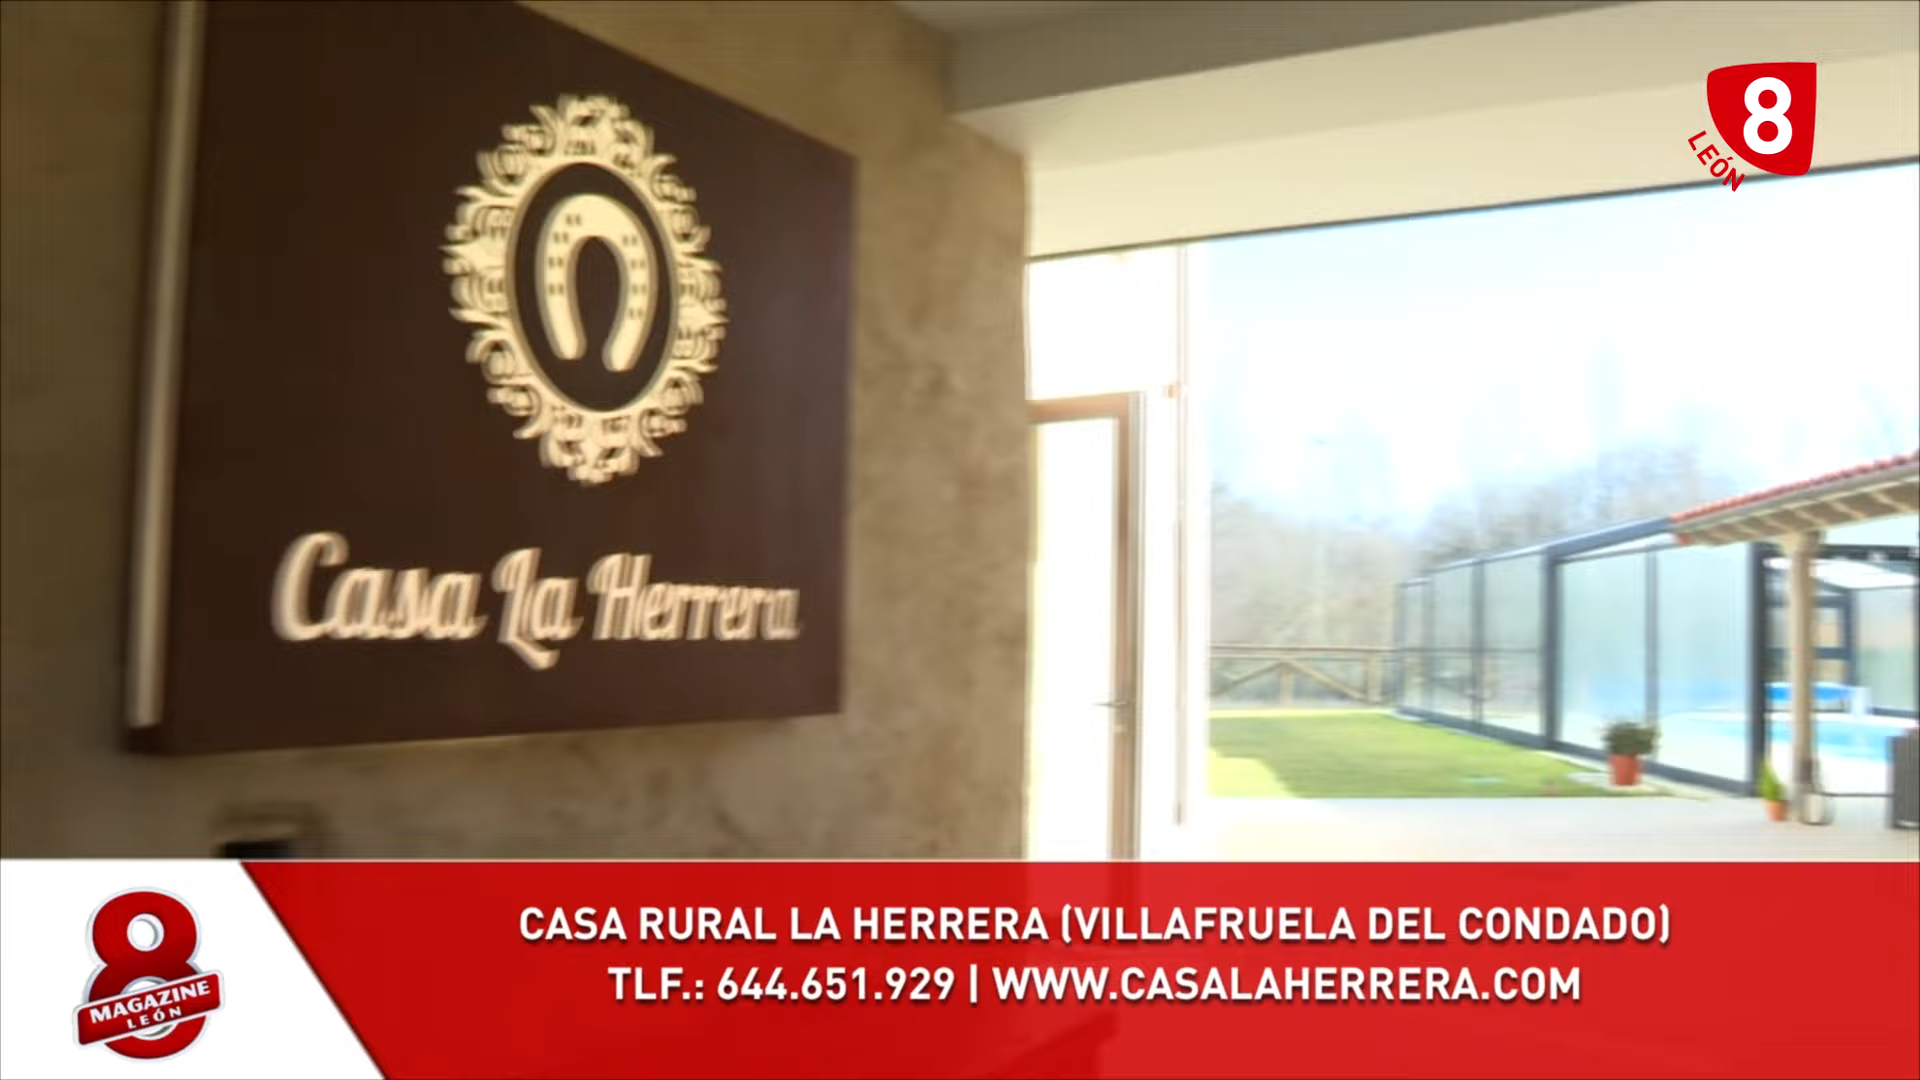 8
LEÓN
Casa La Herrera
8
MAGAZINE
LEÓN
CASA RURAL LA HERRERA (VILLAFRUELA DEL CONDADO)
TLF.: 644.651.929 | WWW.CASALAHERRERA.COM